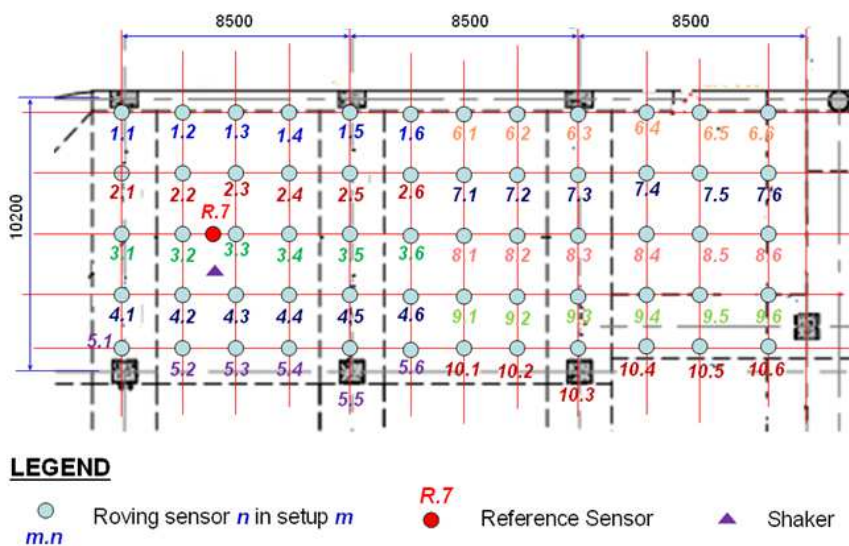 8500 8500 8500
10200
1.1 1.2 1.3 1.4 1.5 1.6 6.1 6.2 6.3 6.4 6.5 6.6
2.1 2.2 2.3 2.4 2.5 2.6 7.1 7.2 7.3 7.4 7.5 7.6
R.7
3.1 3.2 3.3 3.4 3.5 3.6 8.1 8.2 8.3 8.4 8.5 8.6
4.1 4.2 4.3 4.4 4.5 4.6 9.1 9.2 9.3 9.4 9.5 9.6
5.1 5.2 5.3 5.4 5.5 5.6 10.1 10.2 10.3 10.4 10.5 10.6
LEGEND
m.n Roving sensor n in setup m
R.7 Reference Sensor
Shaker